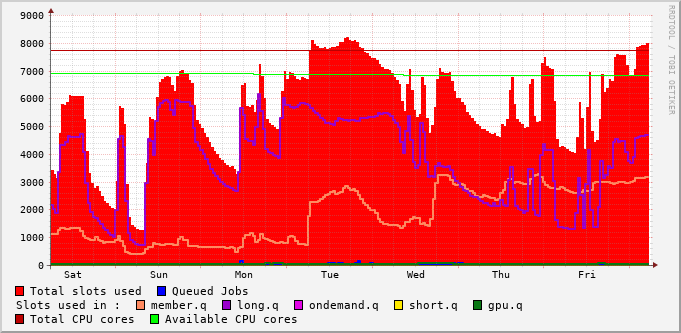 RRDTOOL / TOBI OETIKER
9000
8000
7000
6000
5000
4000
3000
2000
1000
0
Sat Sun Mon Tue Wed Thu Fri
Total slots used Queued Jobs
Slots used in : member.q long.q ondemand.q short.q gpu.q
Total CPU cores Available CPU cores